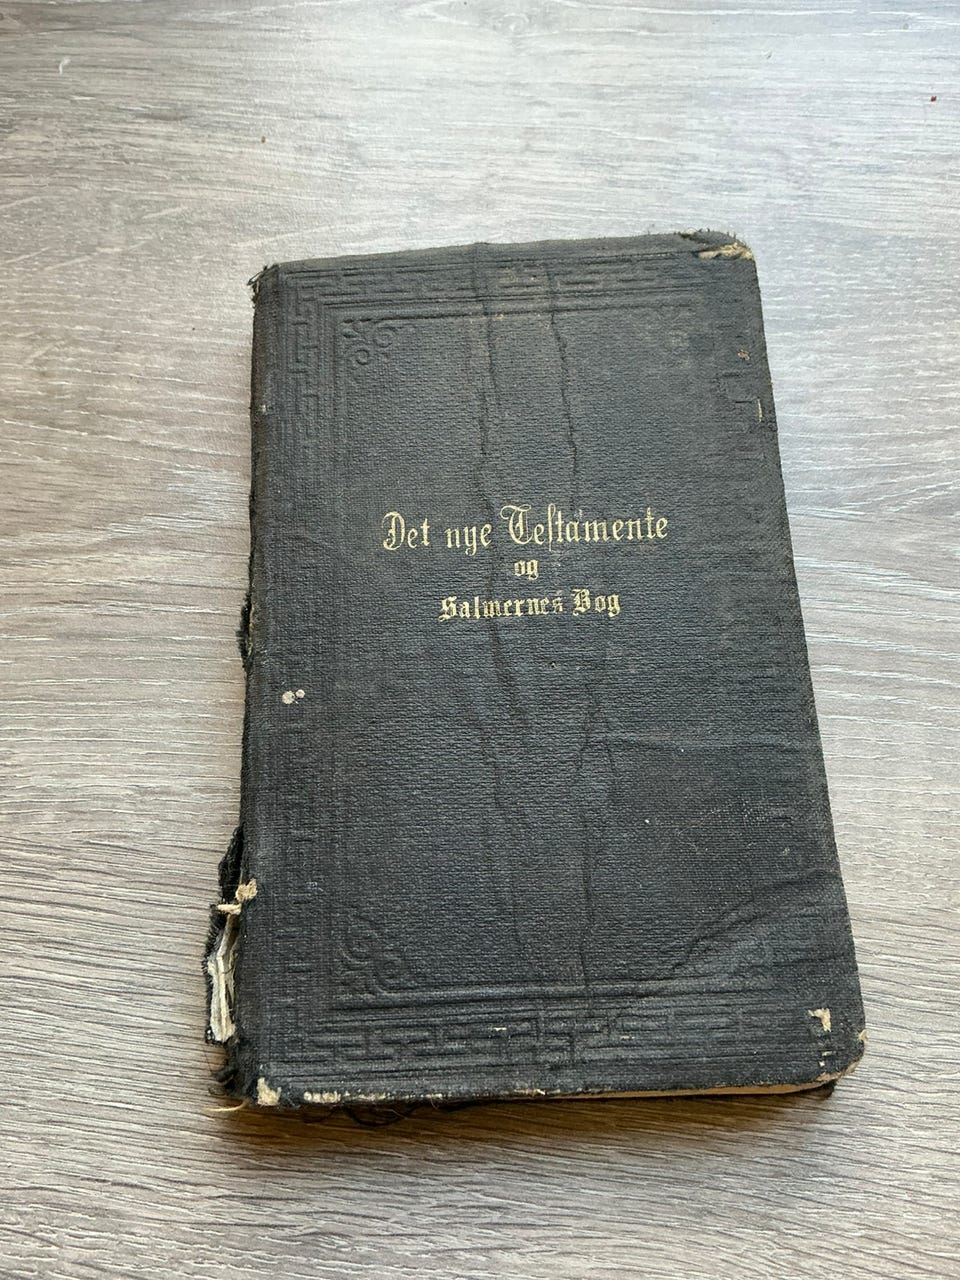 Det nye Testamente
og
Salmernes Bog